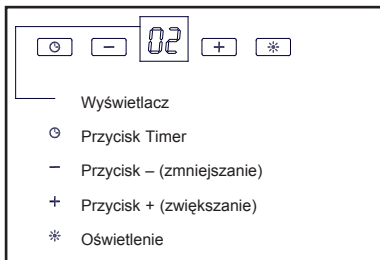 02
Wyświetlacz
Przycisk Timer
– Przycisk – (zmniejszanie)
+ Przycisk + (zwiększanie)
Oświetlenie